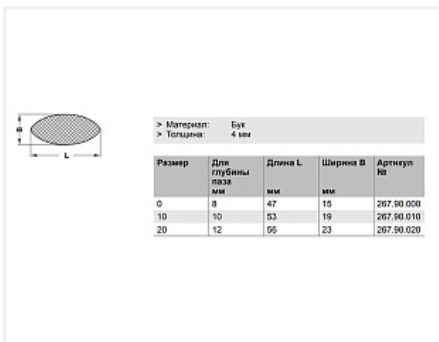 B
L
> Материал: Бук
> Толщина: 4 мм
Размер Для глубины паза мм Длина L мм Ширина B мм Артикул №
0 8 47 15 267.90.000
10 10 53 19 267.90.010
20 12 56 23 267.90.020